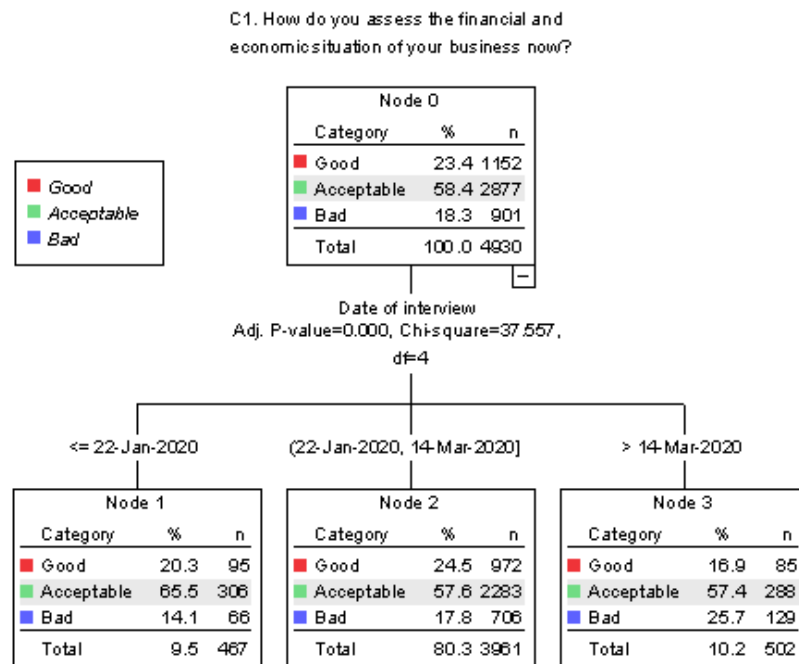 C1. How do you assess the financial and
economic situation of your business now?
Node 0
Category % n
Good 23.4 1152
Acceptable 58.4 2877
Bad 18.3 901
Total 100.0 4930
Good
Acceptable
Bad
Date of interview
Adj. P-value=0.000, Chi-square=37.557,
df=4
<= 22-Jan-2020
(22-Jan-2020, 14-Mar-2020]
> 14-Mar-2020
Node 1
Category % n
Good 20.3 95
Acceptable 65.5 306
Bad 14.1 66
Total 9.5 467
Node 2
Category % n
Good 24.5 972
Acceptable 57.6 2283
Bad 17.8 706
Total 80.3 3961
Node 3
Category % n
Good 16.9 85
Acceptable 57.4 288
Bad 25.7 129
Total 10.2 502